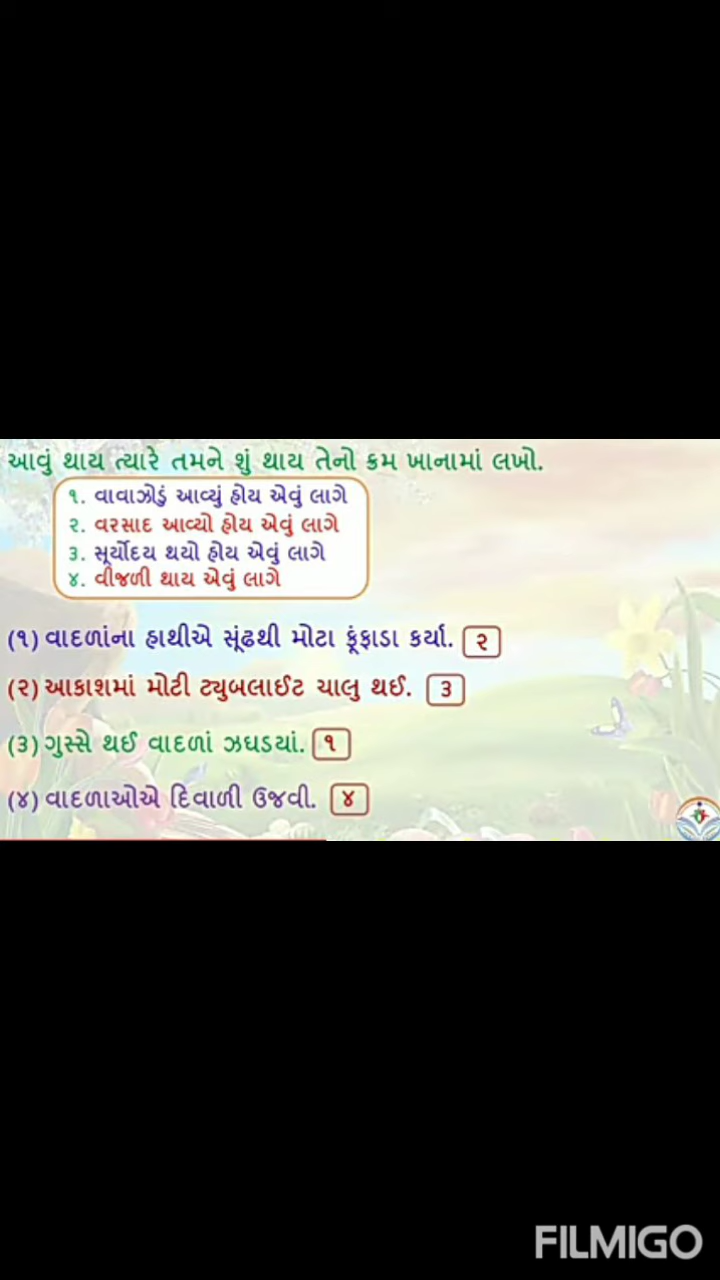 આવું થાય ત્યારે તમને શું થાય તેનો ક્રમ ખાનામાં લખો.
૧. વાવાઝોડું આવ્યું હોય એવું લાગે
૨. વરસાદ આવ્યો હોય એવું લાગે
૩. સૂર્યોદય થયો હોય એવું લાગે
૪. વીજળી થાય એવું લાગે
(૧) વાદળાંના હાથીએ સૂંઢથી મોટા ફૂંફાડા કર્યા. ૨
(૨) આકાશમાં મોટી ટ્યુબલાઈટ ચાલુ થઈ. ૩
(૩) ગુસ્સે થઈ વાદળાં ઝઘડયાં. ૧
(૪) વાદળાઓએ દિવાળી ઉજવી. ૪
FILMIGO